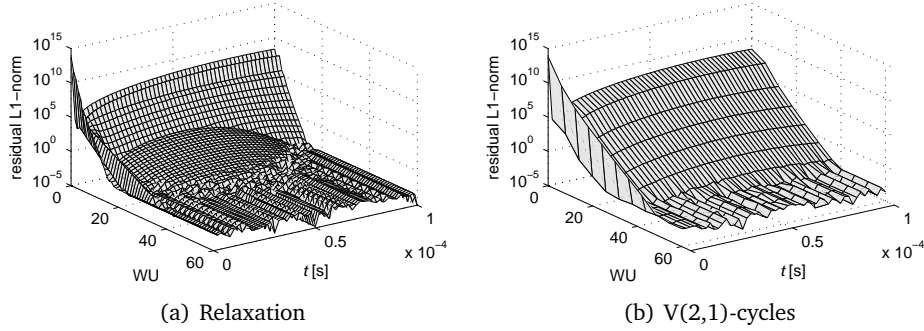 10^15
10^10
10^5
10^0
10^−5
residual L1−norm
0
20
40
60
WU
0
0.5
1
x 10^−4
t [s]
(a) Relaxation
10^15
10^10
10^5
10^0
10^−5
residual L1−norm
0
20
40
60
WU
0
0.5
1
x 10^−4
t [s]
(b) V(2,1)-cycles